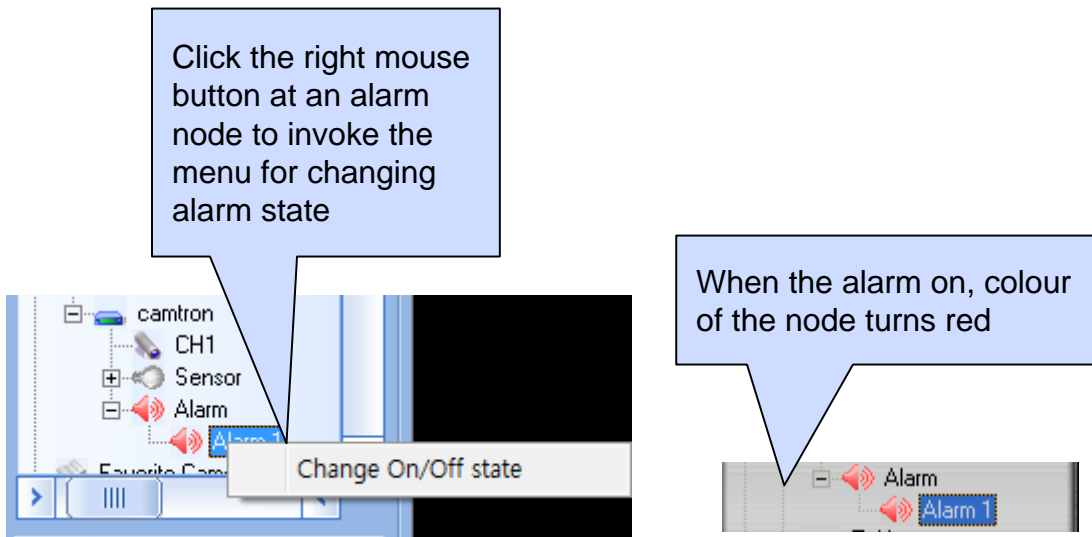 Click the right mouse
button at an alarm
node to invoke the
menu for changing
alarm state
When the alarm on, colour
of the node turns red
camtron
CH1
Sensor
Alarm
Alarm 1
Change On/Off state
Alarm
Alarm 1